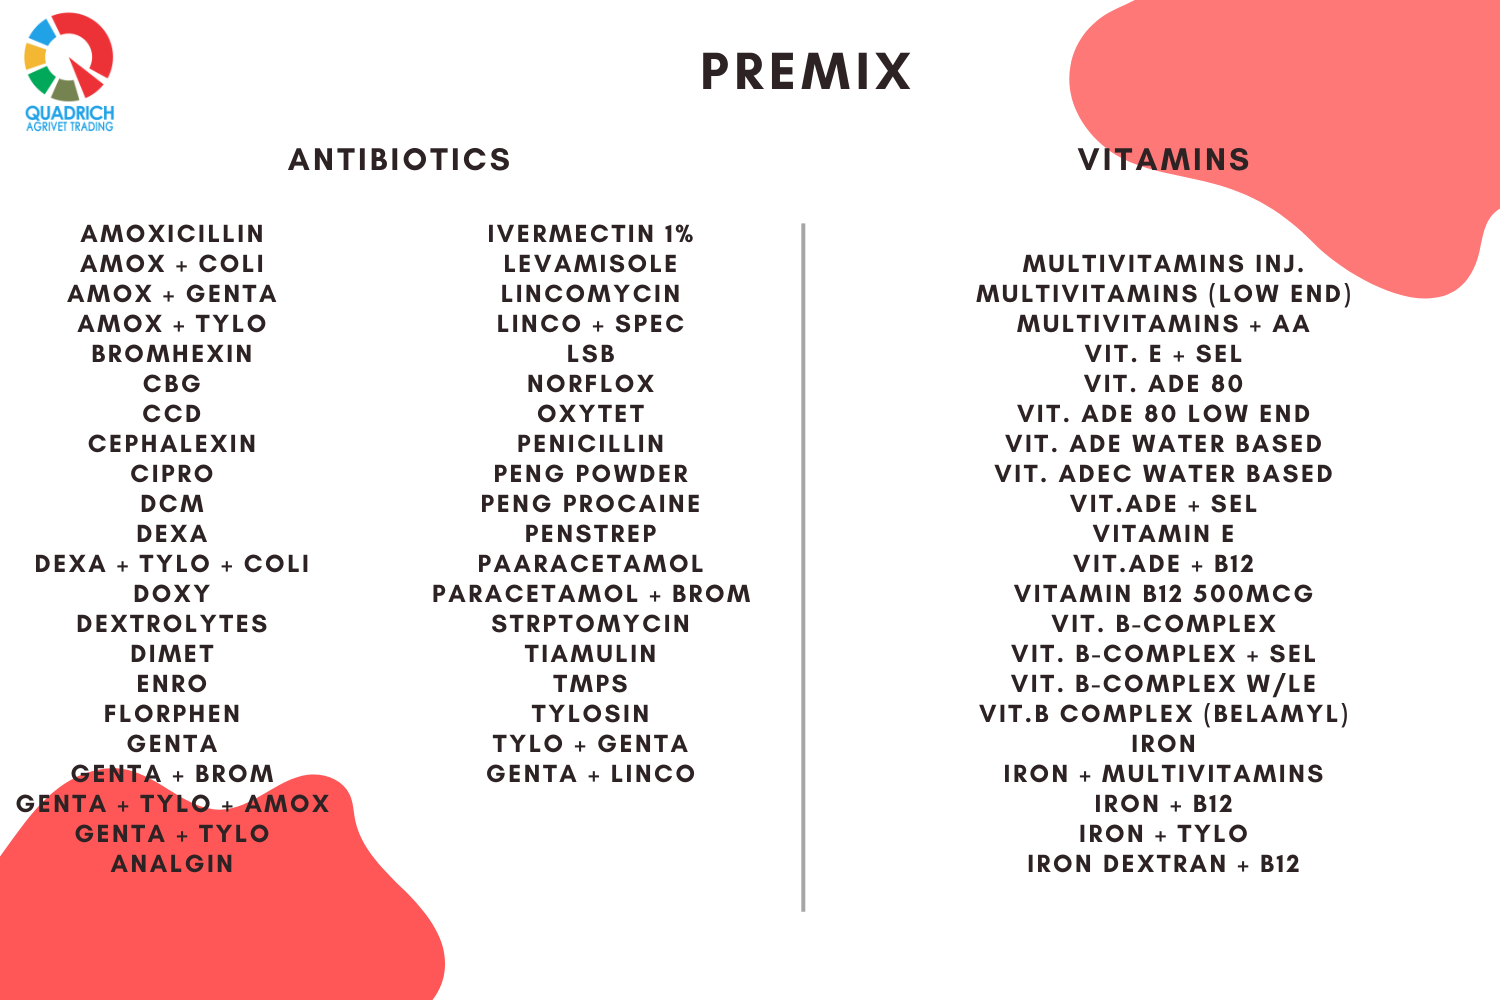 QUADRICH
AGRIVET TRADING
PREMIX
ANTIBIOTICS
AMOXICILLIN
AMOX + COLI
AMOX + GENTA
AMOX + TYLO
BROMHEXIN
CBG
CCD
CEPHALEXIN
CIPRO
DCM
DEXA
DEXA + TYLO + COLI
DOXY
DEXTROLYTES
DIMET
ENRO
FLORPHEN
GENTA
GENTA + BROM
GENTA + TYLO + AMOX
GENTA + TYLO
ANALGIN
IVERMECTIN 1%
LEVAMISOLE
LINCOMYCIN
LINCO + SPEC
LSB
NORFLOX
OXYTET
PENICILLIN
PENG POWDER
PENG PROCAINE
PENSTREP
PAARACETAMOL
PARACETAMOL + BROM
STRPTOMYCIN
TIAMULIN
TMPS
TYLOSIN
TYLO + GENTA
GENTA + LINCO
VITAMINS
MULTIVITAMINS INJ.
MULTIVITAMINS (LOW END)
MULTIVITAMINS + AA
VIT. E + SEL
VIT. ADE 80
VIT. ADE 80 LOW END
VIT. ADE WATER BASED
VIT. ADEC WATER BASED
VIT.ADE + SEL
VITAMIN E
VIT.ADE + B12
VITAMIN B12 500MCG
VIT. B-COMPLEX
VIT. B-COMPLEX + SEL
VIT. B-COMPLEX W/LE
VIT.B COMPLEX (BELAMYL)
IRON
IRON + MULTIVITAMINS
IRON + B12
IRON + TYLO
IRON DEXTRAN + B12